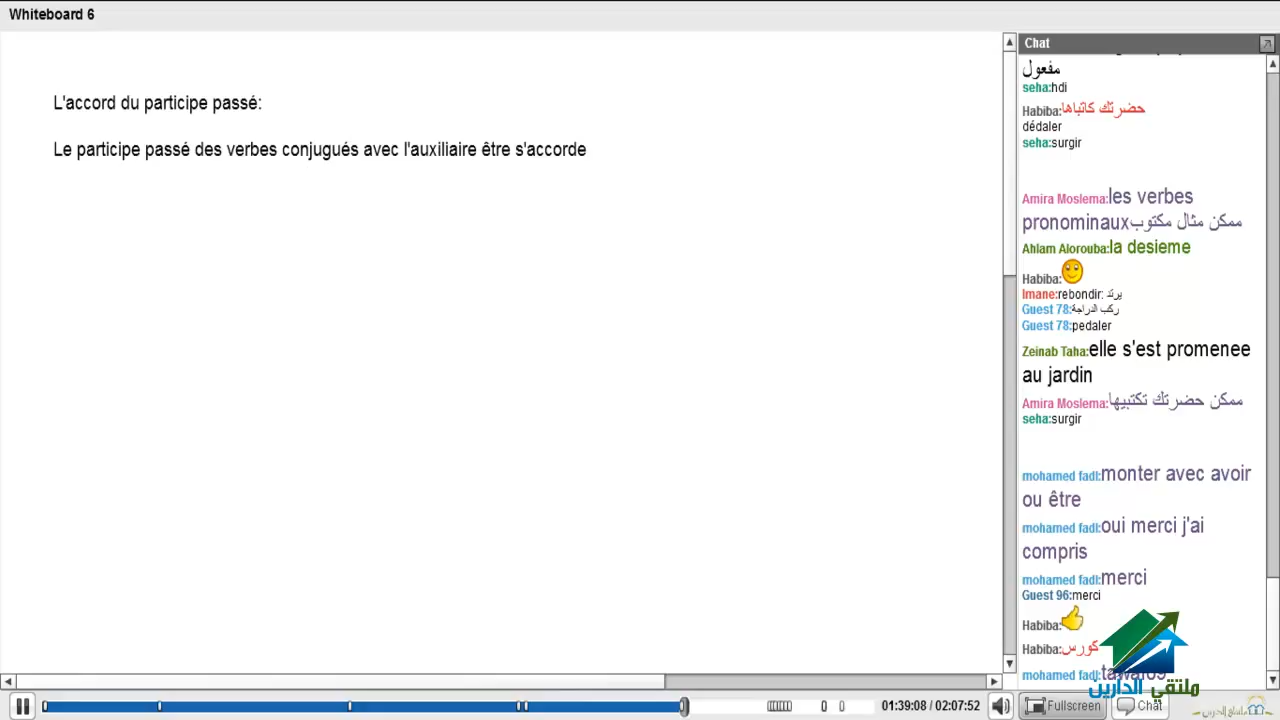 Whiteboard 6
L'accord du participe passé:
Le participe passé des verbes conjugués avec l'auxiliaire être s'accorde
Chat
مفعول
seha:hdi
Habiba:حضرتك كاتباها
dédaler
seha:surgir
Amira Moslema:les verbes
pronominauxممكن مثال مكتوب
Ahlam Alorouba:la desieme
Habiba:
Imane:rebondir: يرتد
Guest 78:ركب الدراجة
Guest 78:pedaler
Zeinab Taha:elle s'est promenee
au jardin
Amira Moslema:ممكن حضرتك تكتبيها
seha:surgir
mohamed fadl:monter avec avoir
ou être
mohamed fadl:oui merci j'ai
compris
mohamed fadl:merci
Guest 96:merci
Habiba:
Habiba:كورس
mohamed fadl:
ملتقي الدارين
01:39:08 / 02:07:52
Fullscreen
Chat